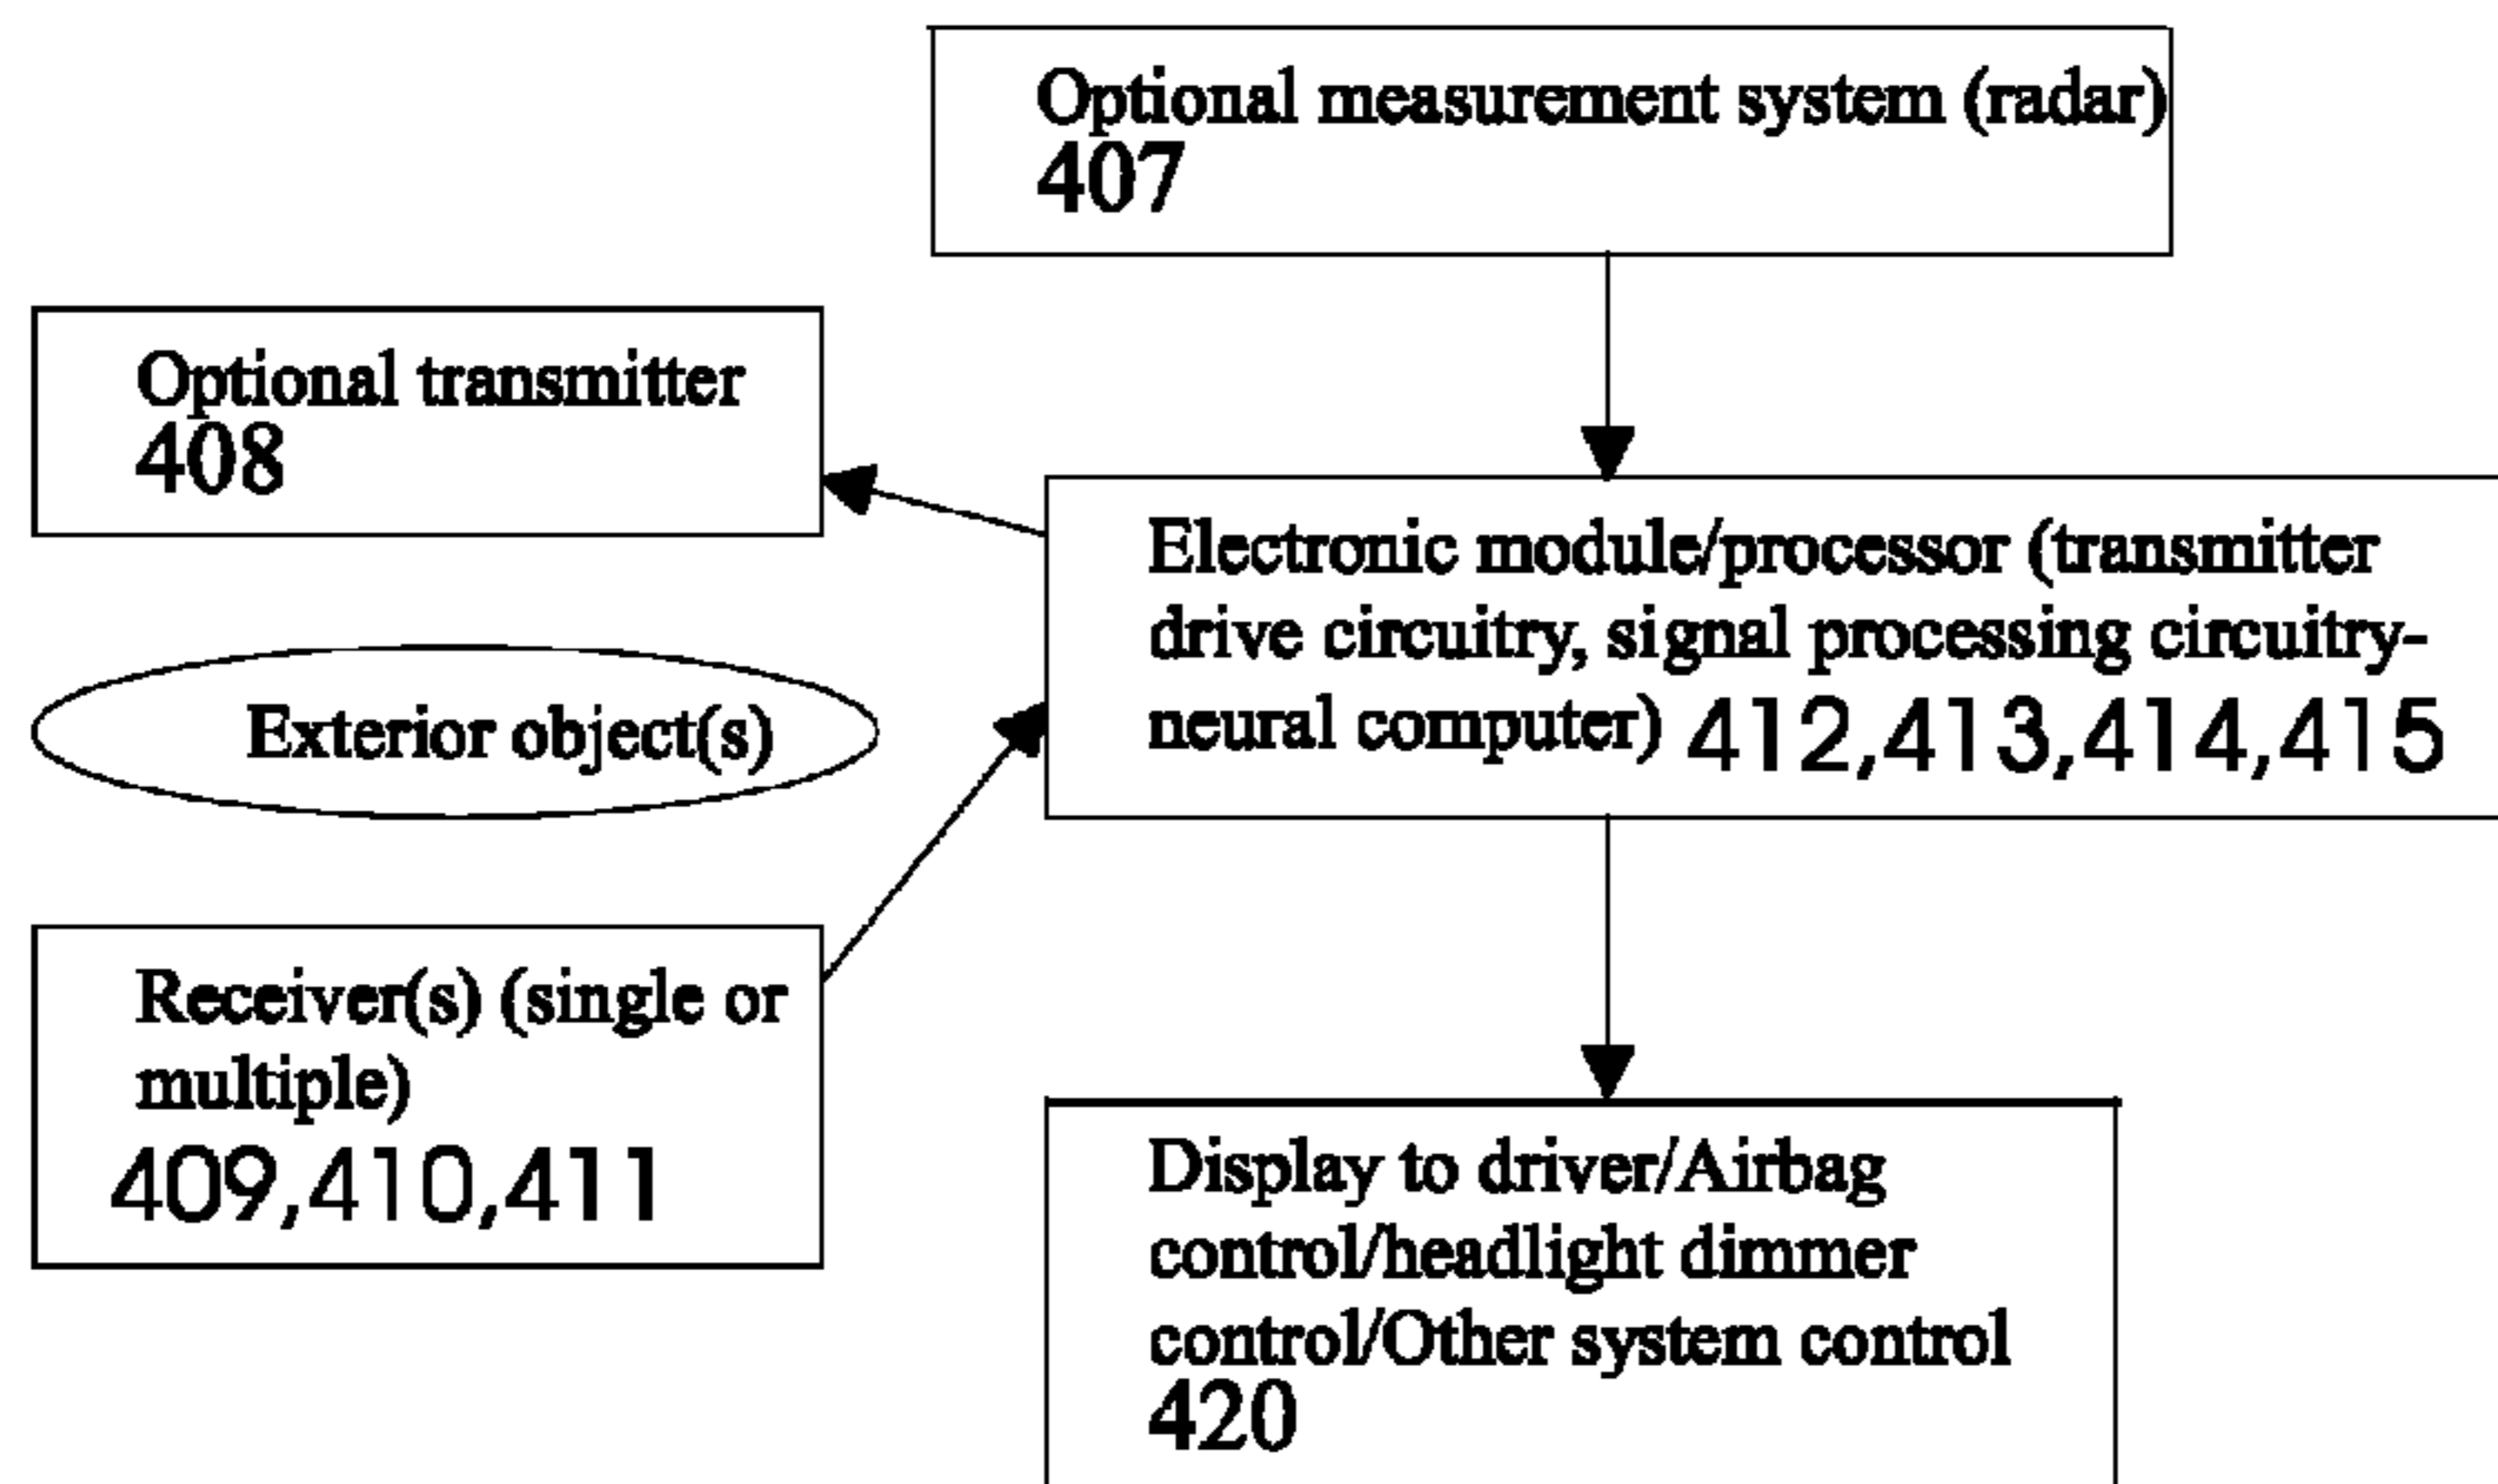 Optional measurement system (radar)
407
Optional transmitter
408
Electronic module/processor (transmitter
drive circuitry, signal processing circuitry-
neural computer) 412,413,414,415
Exterior object(s)
Receiver(s) (single or
multiple)
409,410,411
Display to driver/Airbag
control/headlight dimmer
control/Other system control
420